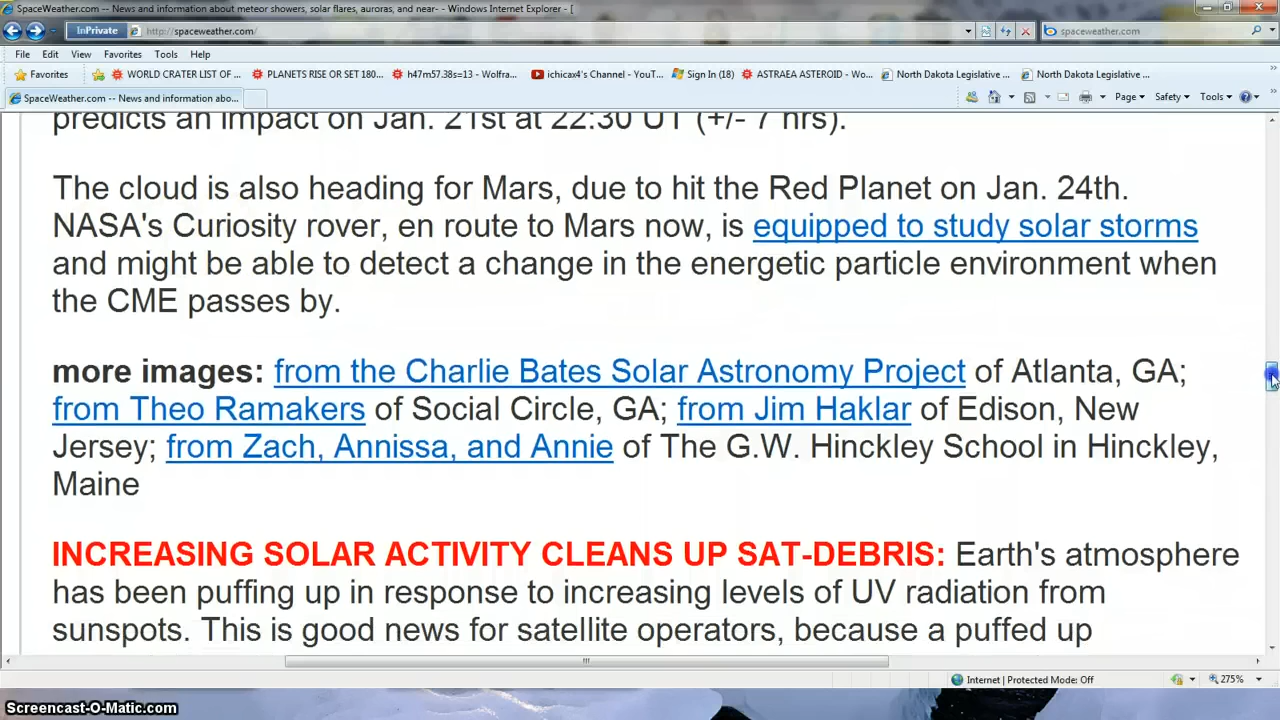 SpaceWeather.com -- News and information about meteor showers, solar flares, auroras, and near- - Windows Internet Explorer - [
InPrivate http://spaceweather.com/ spaceweather.com
File Edit View Favorites Tools Help
Favorites WORLD CRATER LIST OF ... PLANETS RISE OR SET 180... h47m57.38s=13 - Wolfra... ichicax4's Channel - YouT... Sign In (18) ASTRAEA ASTEROID - Wo... North Dakota Legislative ... North Dakota Legislative ...
SpaceWeather.com -- News and information abo... Page Safety Tools
predicts an impact on Jan. 21st at 22:30 UT (+/- 7 hrs).
The cloud is also heading for Mars, due to hit the Red Planet on Jan. 24th.
NASA's Curiosity rover, en route to Mars now, is equipped to study solar storms
and might be able to detect a change in the energetic particle environment when
the CME passes by.
more images: from the Charlie Bates Solar Astronomy Project of Atlanta, GA;
from Theo Ramakers of Social Circle, GA; from Jim Haklar of Edison, New
Jersey; from Zach, Annissa, and Annie of The G.W. Hinckley School in Hinckley,
Maine
INCREASING SOLAR ACTIVITY CLEANS UP SAT-DEBRIS: Earth's atmosphere
has been puffing up in response to increasing levels of UV radiation from
sunspots. This is good news for satellite operators, because a puffed up
Internet | Protected Mode: Off 275%
Screencast-O-Matic.com